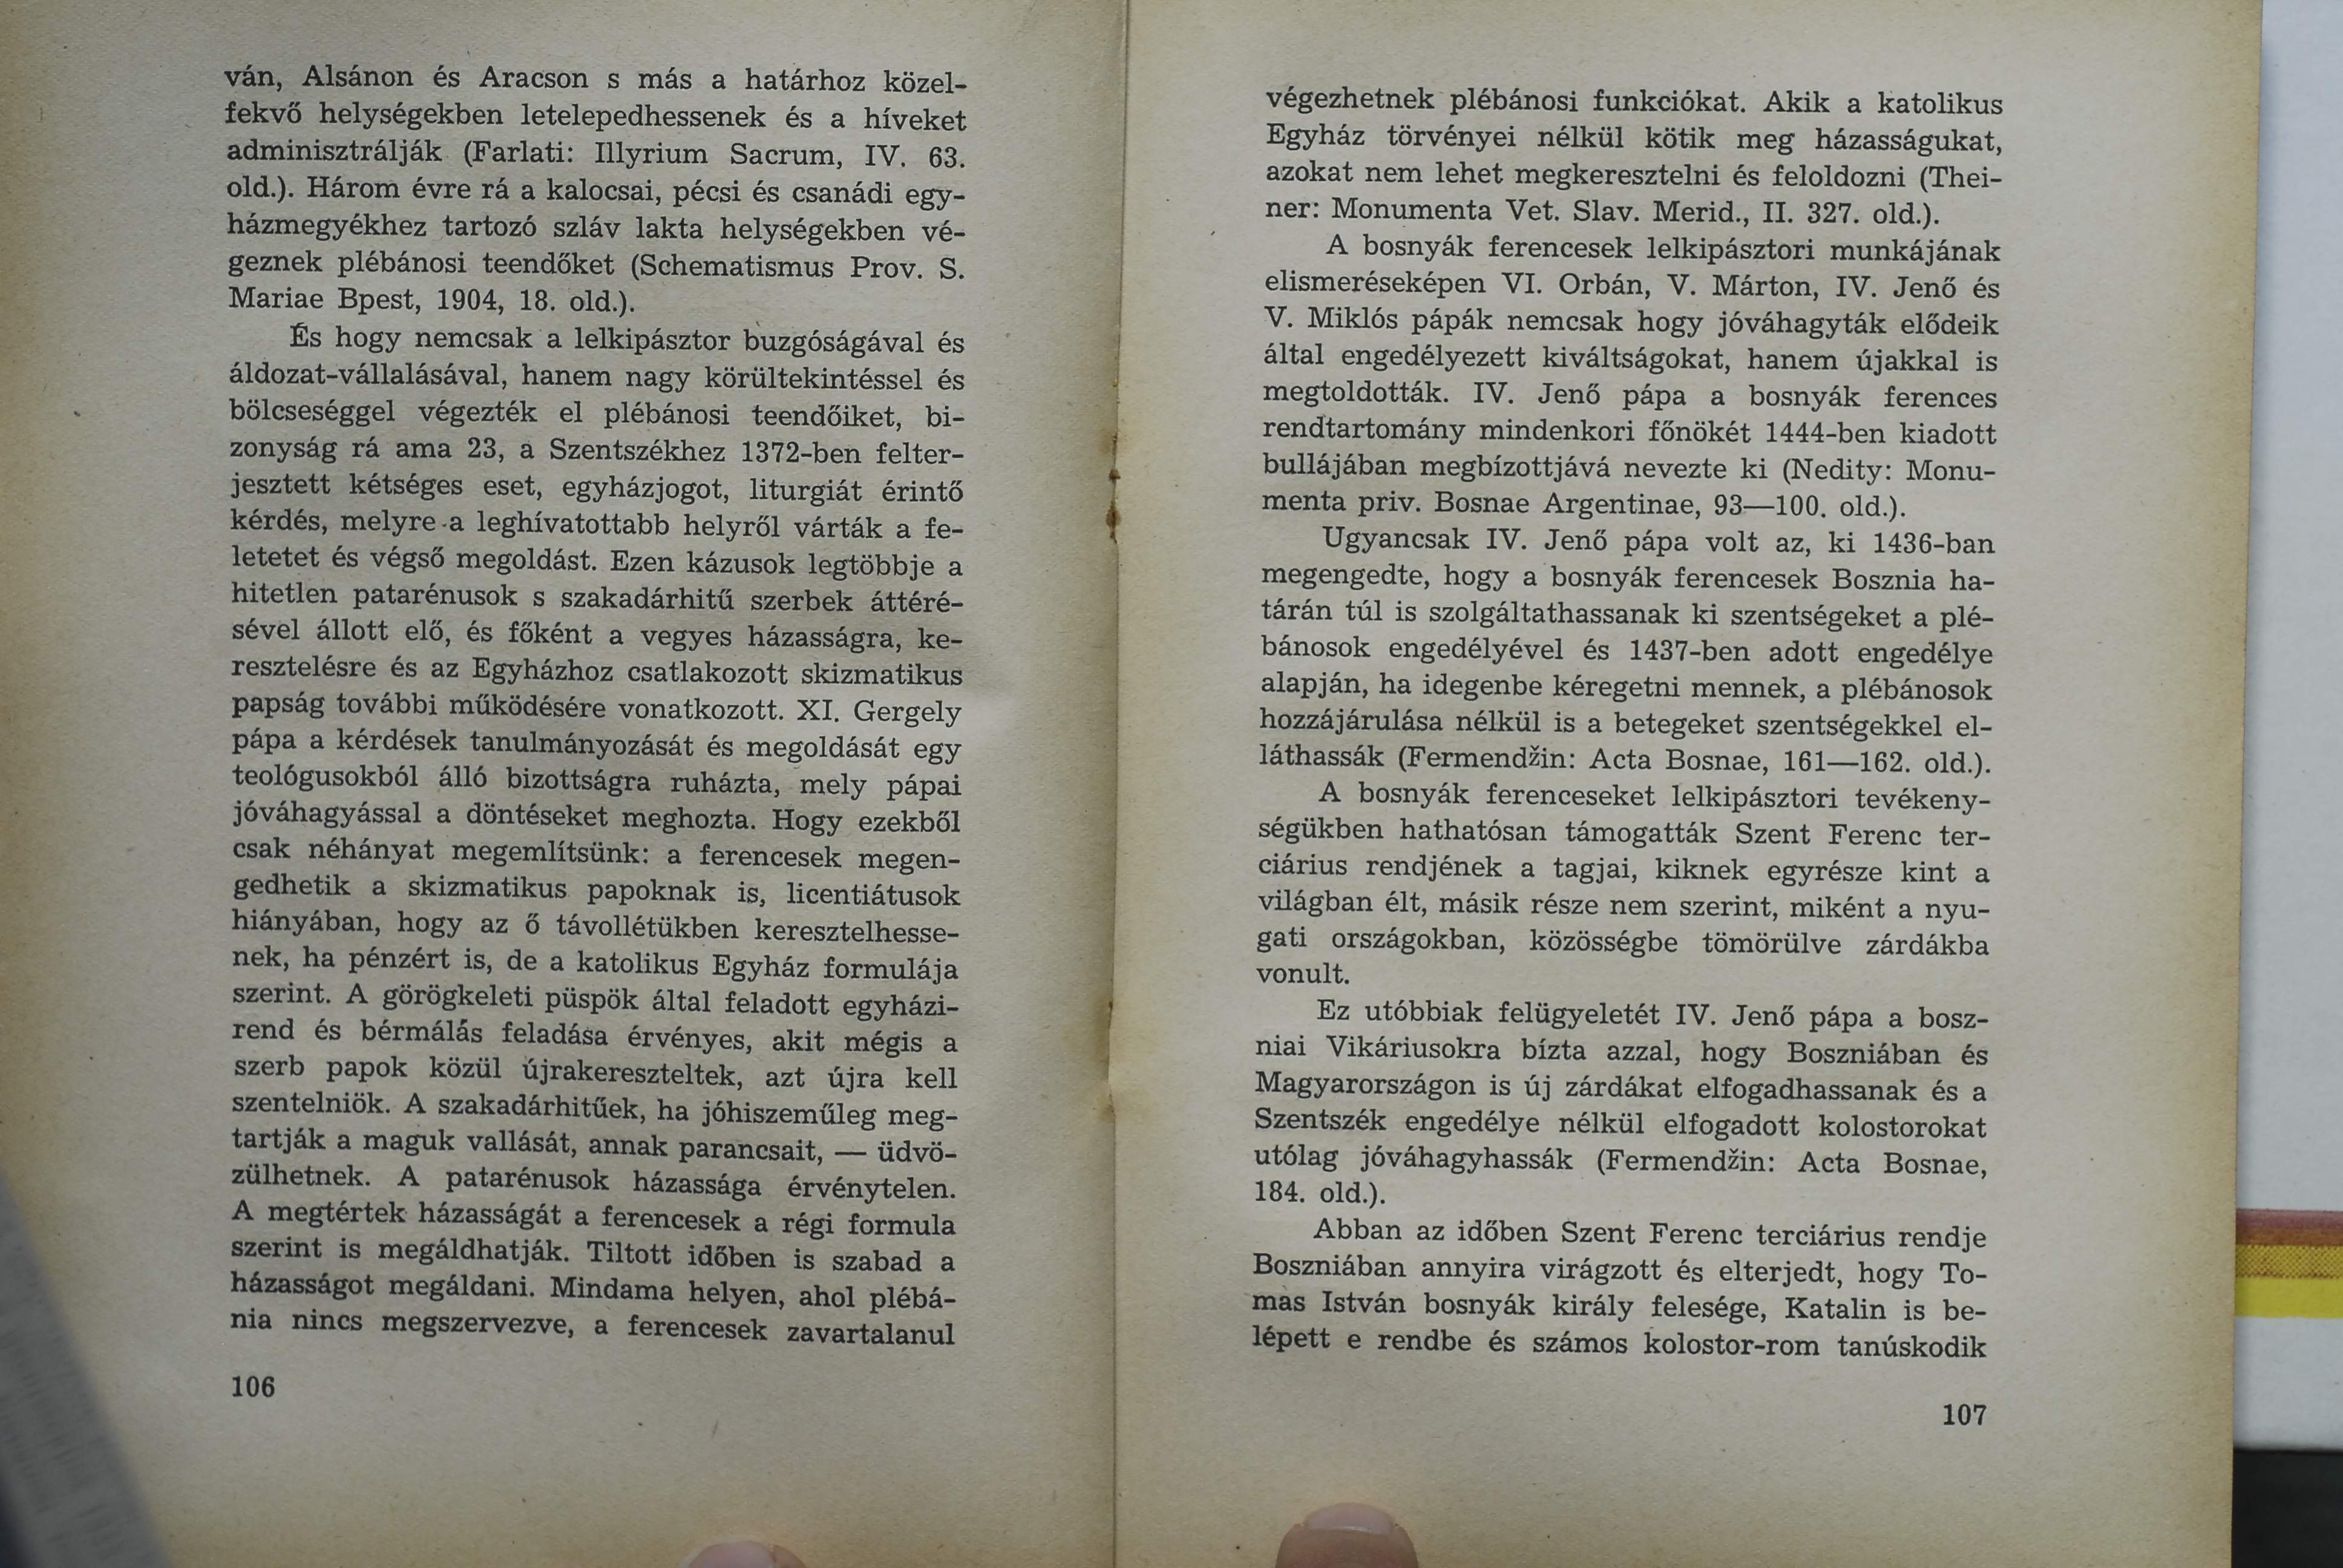 ván, Alsánon és Aracson s más a határhoz közel-
fekvő helységekben letelepedhessenek és a híveket
adminisztrálják (Farlati: Illyrium Sacrum, IV. 63.
old.). Három évre rá a kalocsai, pécsi és csanádi egy-
házmegyékhez tartozó szláv lakta helységekben vé-
geznek plébánosi teendőket (Schematismus Prov. S.
Mariae Bpest, 1904, 18. old.).
És hogy nemcsak a lelkipásztor buzgóságával és
áldozat-vállalásával, hanem nagy körültekintéssel és
bölcseséggel végezték el plébánosi teendőiket, bi-
zonyság rá ama 23, a Szentszékhez 1372-ben felter-
jesztett kétséges eset, egyházjogot, liturgiát érintő
kérdés, melyre a leghívatottabb helyről várták a fe-
letetet és végső megoldást. Ezen kázusok legtöbbje a
hitetlen patarénusok s szakadárhitű szerbek áttéré-
sével állott elő, és főként a vegyes házasságra, ke-
resztelésre és az Egyházhoz csatlakozott skizmatikus
papság további működésére vonatkozott. XI. Gergely
pápa a kérdések tanulmányozását és megoldását egy
teológusokból álló bizottságra ruházta, mely pápai
jóváhagyással a döntéseket meghozta. Hogy ezekből
csak néhányat megemlítsünk: a ferencesek megen-
gedhetik a skizmatikus papoknak is, licentiátusok
hiányában, hogy az ő távollétükben keresztelhesse-
nek, ha pénzért is, de a katolikus Egyház formulája
szerint. A görögkeleti püspök által feladott egyházi-
rend és bérmálás feladása érvényes, akit mégis a
szerb papok közül újrakereszteltek, azt újra kell
szentelniök. A szakadárhitűek, ha jóhiszeműleg meg-
tartják a maguk vallását, annak parancsait, — üdvö-
zülhetnek. A patarénusok házassága érvénytelen.
A megtértek házasságát a ferencesek a régi formula
szerint is megáldhatják. Tiltott időben is szabad a
házasságot megáldani. Mindama helyen, ahol plébá-
nia nincs megszervezve, a ferencesek zavartalanul
106
végezhetnek plébánosi funkciókat. Akik a katolikus
Egyház törvényei nélkül kötik meg házasságukat,
azokat nem lehet megkeresztelni és feloldozni (Thei-
ner: Monumenta Vet. Slav. Merid., II. 327. old.).
A bosnyák ferencesek lelkipásztori munkájának
elismeréseképen VI. Orbán, V. Márton, IV. Jenő és
V. Miklós pápák nemcsak hogy jóváhagyták elődeik
által engedélyezett kiváltságokat, hanem újakkal is
megtoldották. IV. Jenő pápa a bosnyák ferences
rendtartomány mindenkori főnökét 1444-ben kiadott
bullájában megbízottjává nevezte ki (Nedity: Monu-
menta priv. Bosnae Argentinae, 93—100. old.).
Ugyancsak IV. Jenő pápa volt az, ki 1436-ban
megengedte, hogy a bosnyák ferencesek Bosznia ha-
tárán túl is szolgáltathassanak ki szentségeket a plé-
bánosok engedélyével és 1437-ben adott engedélye
alapján, ha idegenbe kéregetni mennek, a plébánosok
hozzájárulása nélkül is a betegeket szentségekkel el-
láthassák (Fermendžin: Acta Bosnae, 161—162. old.).
A bosnyák ferenceseket lelkipásztori tevékeny-
ségükben hathatósan támogatták Szent Ferenc ter-
ciárius rendjének a tagjai, kiknek egyrésze kint a
világban élt, másik része nem szerint, miként a nyu-
gati országokban, közösségbe tömörülve zárdákba
vonult.
Ez utóbbiak felügyeletét IV. Jenő pápa a bosz-
niai Vikáriusokra bízta azzal, hogy Boszniában és
Magyarországon is új zárdákat elfogadhassanak és a
Szentszék engedélye nélkül elfogadott kolostorokat
utólag jóváhagyhassák (Fermendžin: Acta Bosnae,
184. old.).
Abban az időben Szent Ferenc terciárius rendje
Boszniában annyira virágzott és elterjedt, hogy To-
mas István bosnyák király felesége, Katalin is be-
lépett e rendbe és számos kolostor-rom tanúskodik
107